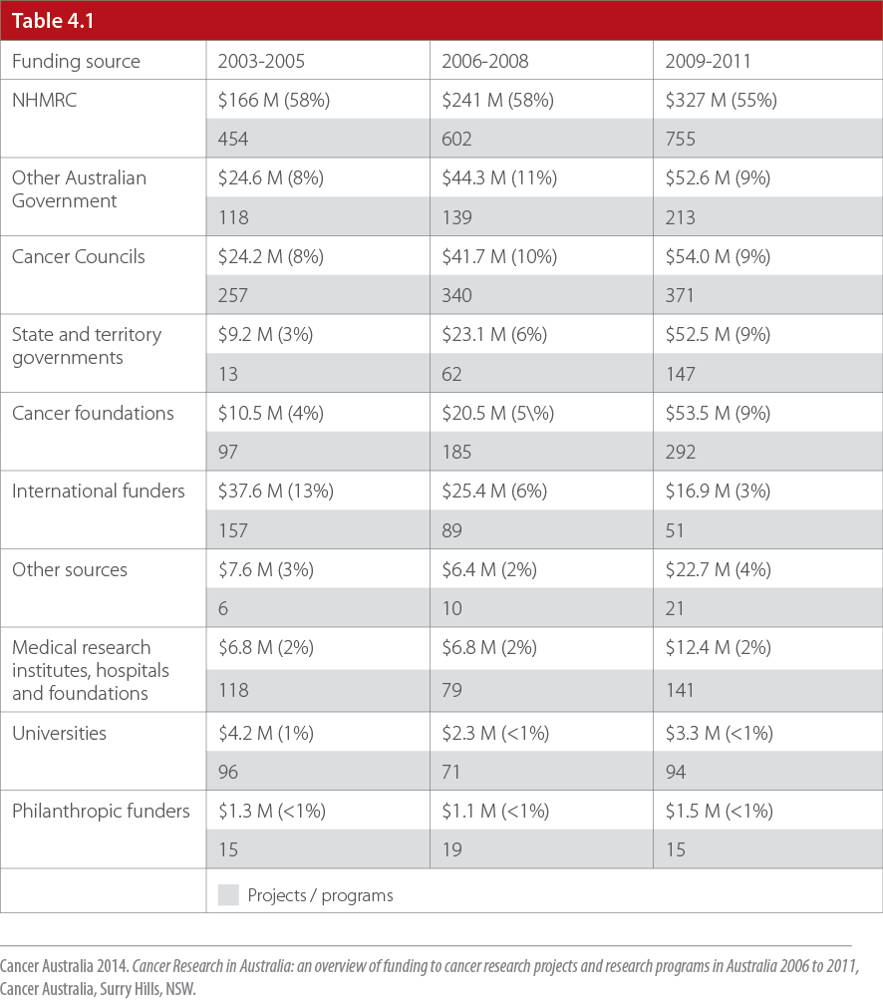 Table 4.1
Funding source 2003-2005 2006-2008 2009-2011
NHMRC $166 M (58%) $241 M (58%) $327 M (55%)
454 602 755
Other Australian
Government $24.6 M (8%) $44.3 M (11%) $52.6 M (9%)
118 139 213
Cancer Councils $24.2 M (8%) $41.7 M (10%) $54.0 M (9%)
257 340 371
State and territory
governments $9.2 M (3%) $23.1 M (6%) $52.5 M (9%)
13 62 147
Cancer foundations $10.5 M (4%) $20.5 M (5\%) $53.5 M (9%)
97 185 292
International funders $37.6 M (13%) $25.4 M (6%) $16.9 M (3%)
157 89 51
Other sources $7.6 M (3%) $6.4 M (2%) $22.7 M (4%)
6 10 21
Medical research
institutes, hospitals
and foundations $6.8 M (2%) $6.8 M (2%) $12.4 M (2%)
118 79 141
Universities $4.2 M (1%) $2.3 M (<1%) $3.3 M (<1%)
96 71 94
Philanthropic funders $1.3 M (<1%) $1.1 M (<1%) $1.5 M (<1%)
15 19 15
Projects / programs
Cancer Australia 2014. Cancer Research in Australia: an overview of funding to cancer research projects and research programs in Australia 2006 to 2011,
Cancer Australia, Surry Hills, NSW.